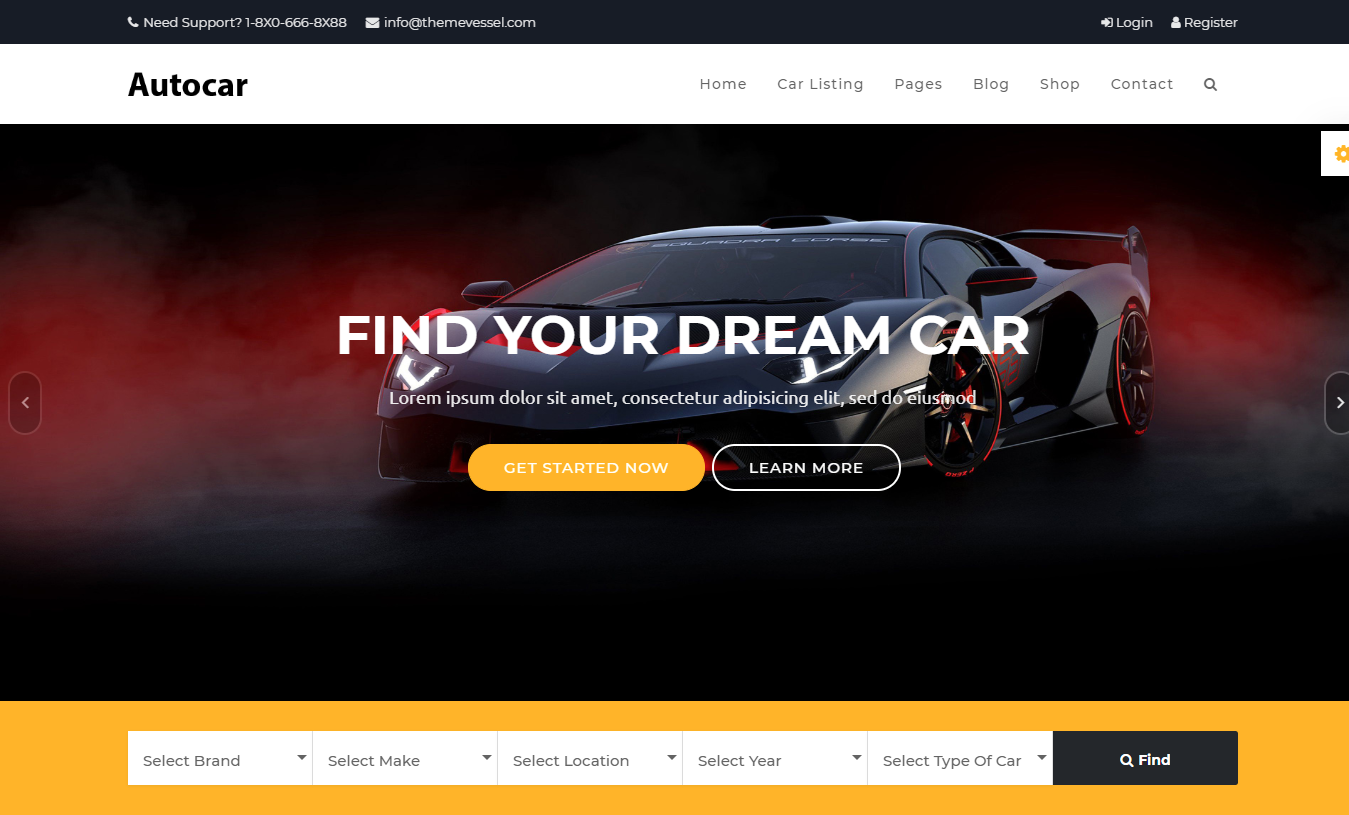 Need Support? 1-8X0-666-8X88 info@themevessel.com Login Register
Autocar Home Car Listing Pages Blog Shop Contact
SQUADRA CORSE
FIND YOUR DREAM CAR
Lorem ipsum dolor sit amet, consectetur adipisicing elit, sed do eiusmod
GET STARTED NOW LEARN MORE
P ZERO
Select Brand Select Make Select Location Select Year Select Type Of Car Find